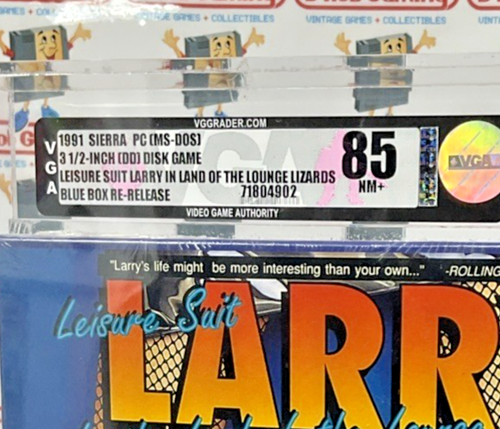 VINTAGE GAMES + COLLECTIBLES
VINTAGE GAMES + COLLECTIBLES
VGGRADER.COM
VGA
1991 SIERRA PC (MS-DOS)
3 1/2-INCH (DD) DISK GAME
LEISURE SUIT LARRY IN LAND OF THE LOUNGE LIZARDS
BLUE BOX RE-RELEASE 71804902
85
NM+
VGA
VIDEO GAME AUTHORITY
"Larry's life might be more interesting than your own..." -ROLLING
Leisure Suit
LARR